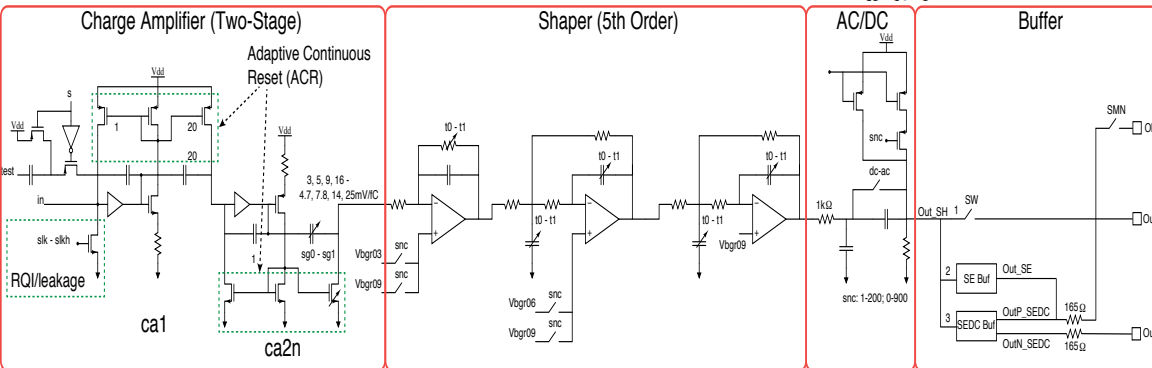 Charge Amplifier (Two-Stage)
Shaper (5th Order)
AC/DC
Buffer
Adaptive Continuous
Reset (ACR)
Vdd
Vdd
Vdd
Vdd
s
1
20
20
test
in
slk - slkh
RQI/leakage
ca1
3, 5, 9, 16 -
4.7, 7.8, 14, 25mV/fC
1
sg0 - sg1
ca2n
t0 - t1
Vbgr03
snc
Vbgr09
snc
t0 - t1
t0 - t1
Vbgr06
snc
Vbgr09
snc
t0 - t1
t0 - t1
Vbgr09
1kΩ
snc
dc-ac
snc: 1-200; 0-900
Out_SH
1
SW
SMN
2
SE Buf
Out_SE
3
SEDC Buf
OutP_SEDC
165Ω
OutN_SEDC
165Ω